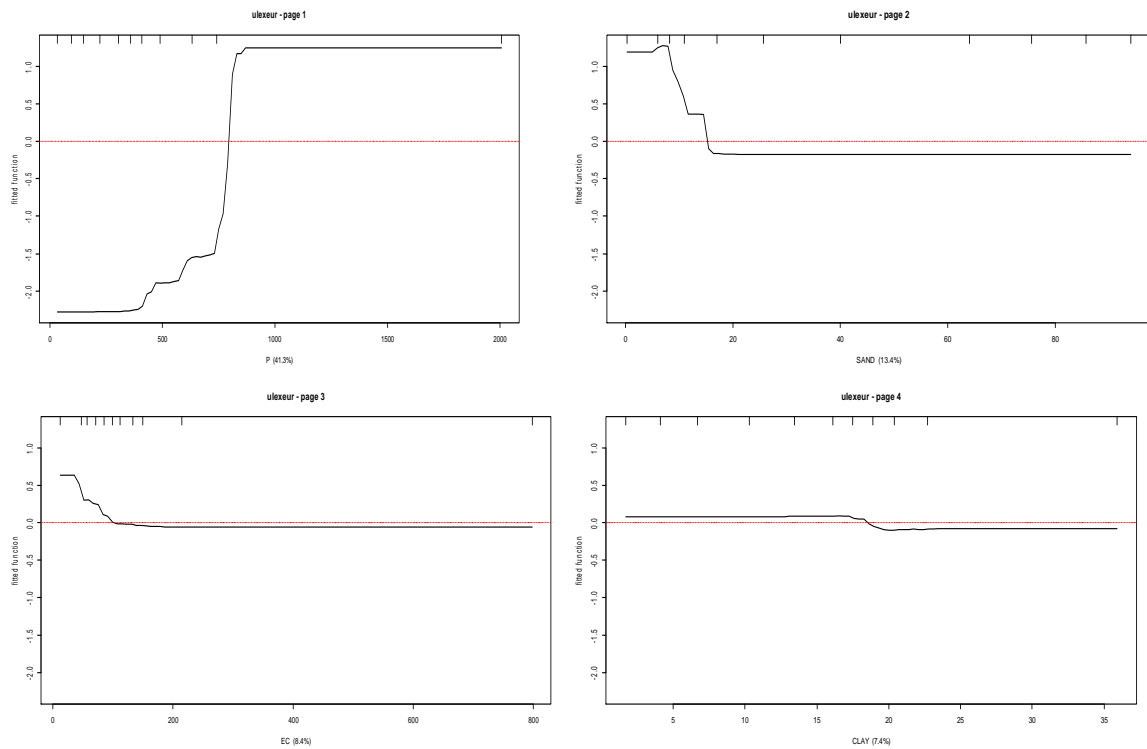 ulexeur - page 1
fitted function
1.0
0.5
0.0
-0.5
-1.0
-1.5
-2.0
0 500 1000 1500 2000
P (41.3%)
ulexeur - page 2
fitted function
1.0
0.5
0.0
-0.5
-1.0
-1.5
-2.0
0 20 40 60 80
SAND (13.4%)
ulexeur - page 3
fitted function
1.0
0.5
0.0
-0.5
-1.0
-1.5
-2.0
0 200 400 600 800
EC (8.4%)
ulexeur - page 4
fitted function
1.0
0.5
0.0
-0.5
-1.0
-1.5
-2.0
5 10 15 20 25 30 35
CLAY (7.4%)